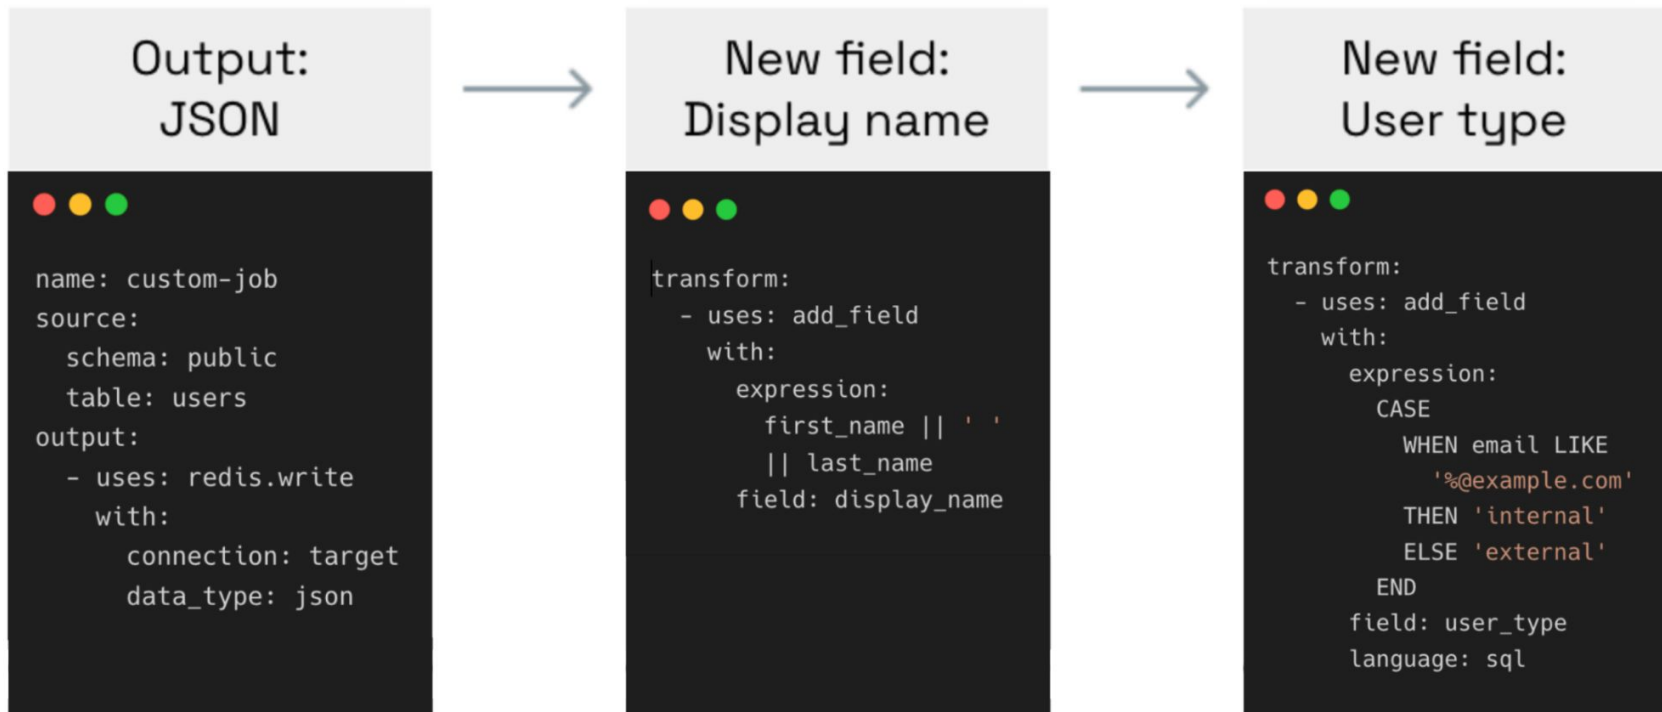 Output:
JSON
name: custom-job
source:
  schema: public
  table: users
output:
  - uses: redis.write
    with:
      connection: target
      data_type: json
New field:
Display name
transform:
  - uses: add_field
    with:
      expression:
        first_name || ' '
        || last_name
      field: display_name
New field:
User type
transform:
  - uses: add_field
    with:
      expression:
        CASE
          WHEN email LIKE
            '%@example.com'
          THEN 'internal'
          ELSE 'external'
        END
      field: user_type
      language: sql